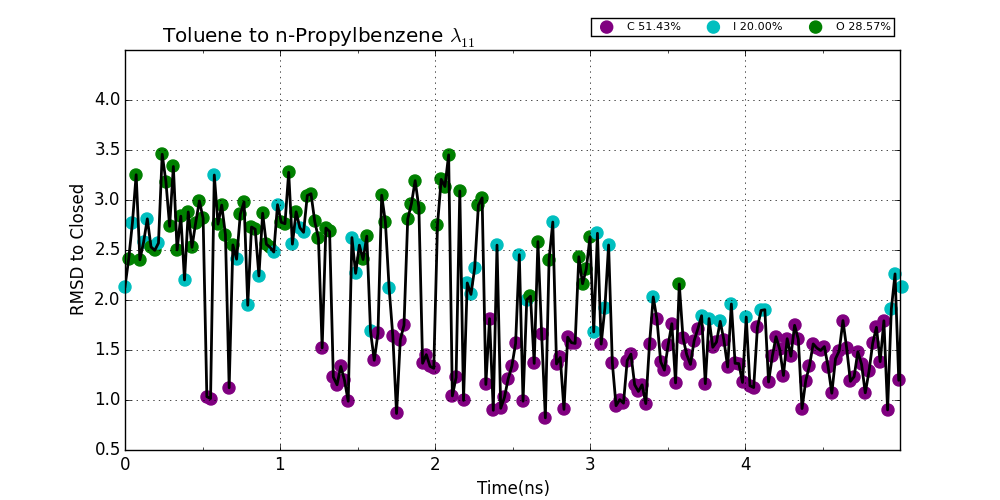 Toluene to n-Propylbenzene λ₁₁
C 51.43% I 20.00% O 28.57%
RMSD to Closed
4.0
3.5
3.0
2.5
2.0
1.5
1.0
0.5
0 1 2 3 4
Time(ns)